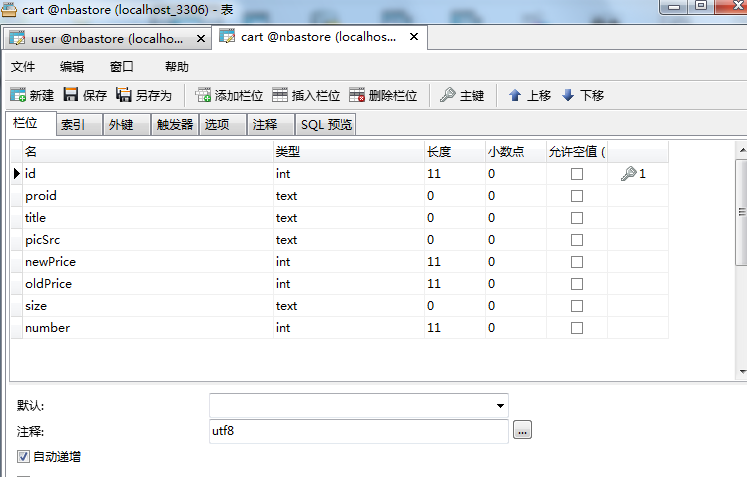 cart @nbastore (localhost_3306) - 表
user @nbastore (localho... cart @nbastore (localhos...
文件 编辑 窗口 帮助
新建 保存 另存为 添加栏位 插入栏位 删除栏位 主键 上移 下移
栏位 索引 外键 触发器 选项 注释 SQL 预览
名 类型 长度 小数点 允许空值 (
id int 11 0 1
proid text 0 0
title text 0 0
picSrc text 0 0
newPrice int 11 0
oldPrice int 11 0
size text 0 0
number int 11 0
默认:
注释: utf8 ...
自动递增